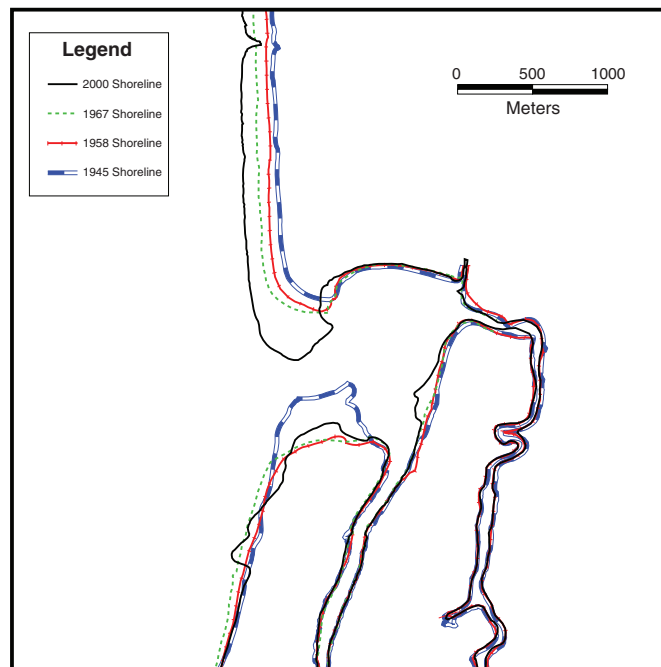 Legend
2000 Shoreline
1967 Shoreline
1958 Shoreline
1945 Shoreline
0 500 1000
Meters